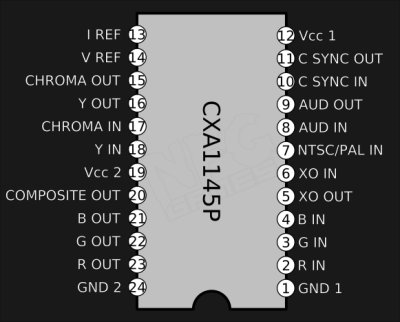 I REF 13 12 Vcc 1
V REF 14 11 C SYNC OUT
CHROMA OUT 15 10 C SYNC IN
Y OUT 16 9 AUD OUT
CHROMA IN 17 8 AUD IN
Y IN 18 7 NTSC/PAL IN
Vcc 2 19 6 XO IN
COMPOSITE OUT 20 5 XO OUT
B OUT 21 4 B IN
G OUT 22 3 G IN
R OUT 23 2 R IN
GND 2 24 1 GND 1
CXA1145P